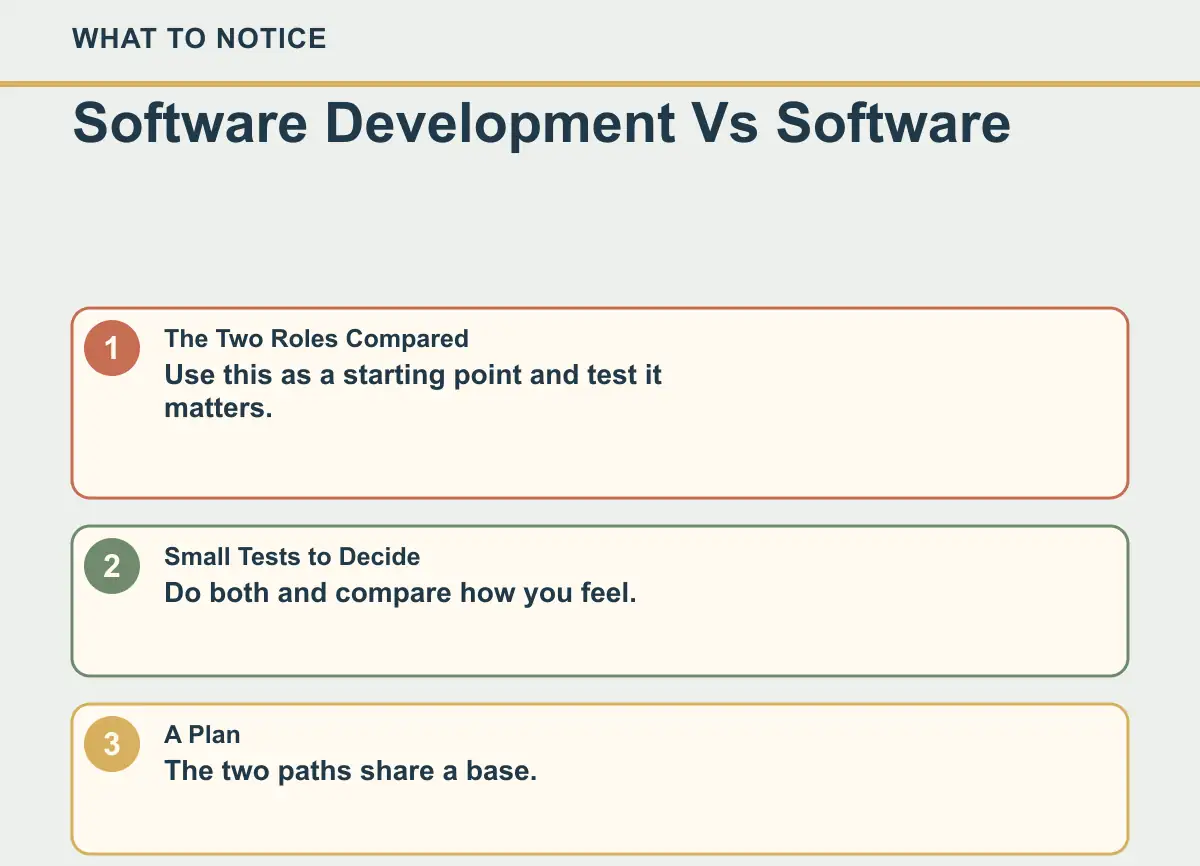 WHAT TO NOTICE
Software Development Vs Software
1
The Two Roles Compared
Use this as a starting point and test it
matters.
2
Small Tests to Decide
Do both and compare how you feel.
3
A Plan
The two paths share a base.